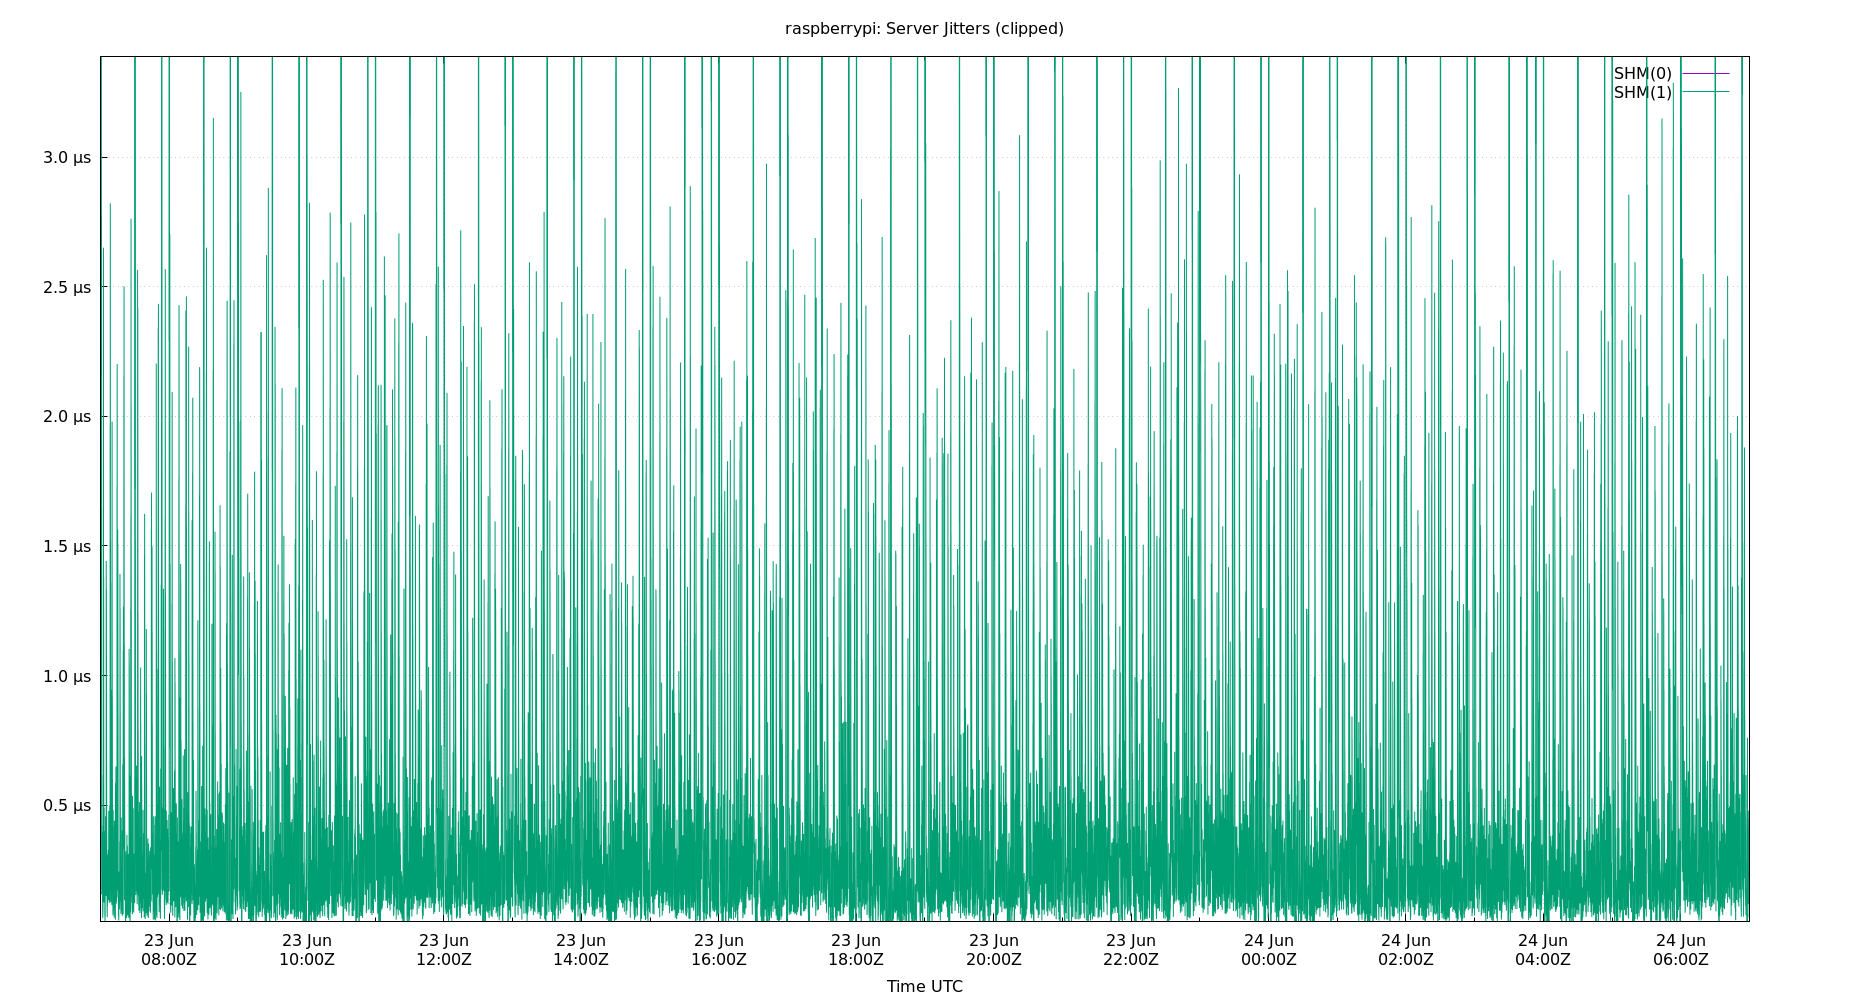 raspberrypi: Server Jitters (clipped)
SHM(0)
SHM(1)
3.0 µs
2.5 µs
2.0 µs
1.5 µs
1.0 µs
0.5 µs
23 Jun 23 Jun 23 Jun 23 Jun 23 Jun 23 Jun 23 Jun 23 Jun 24 Jun 24 Jun 24 Jun 24 Jun
08:00Z 10:00Z 12:00Z 14:00Z 16:00Z 18:00Z 20:00Z 22:00Z 00:00Z 02:00Z 04:00Z 06:00Z
Time UTC